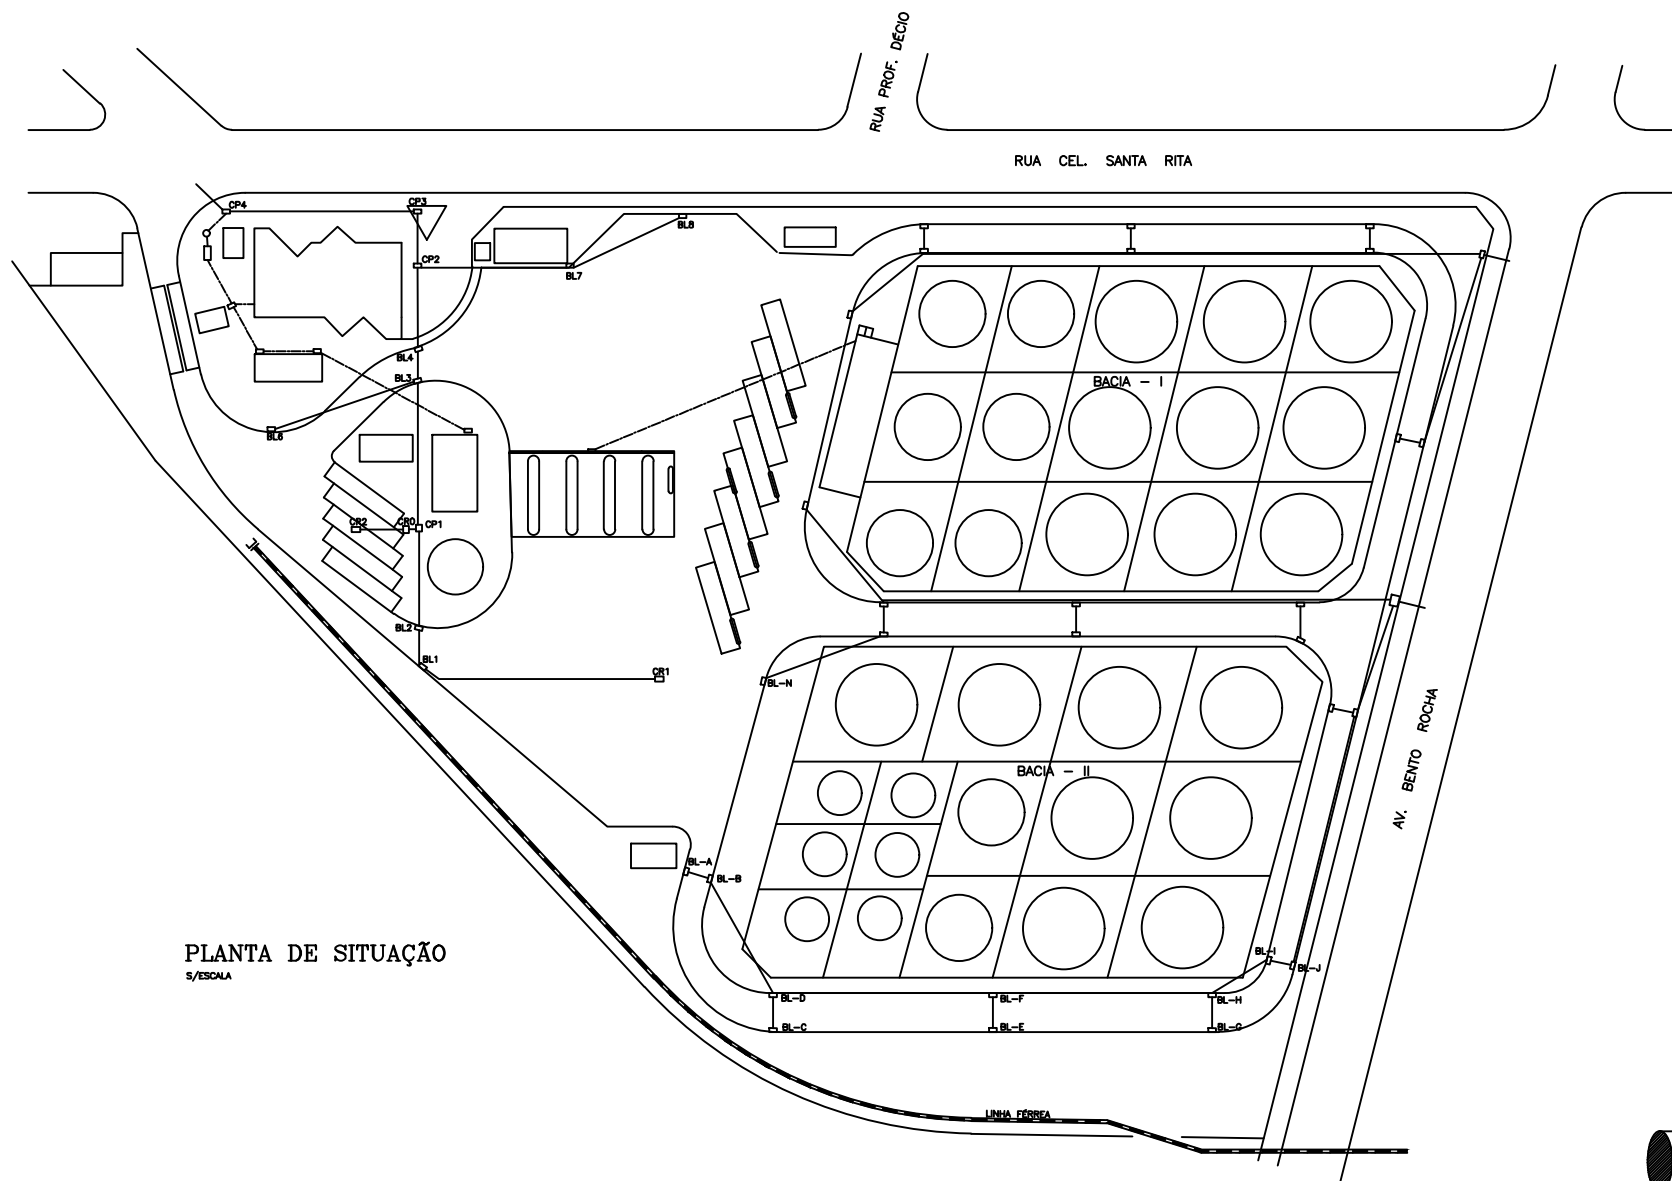 RUA PROF. DÉCIO
RUA CEL. SANTA RITA
CP4
CP3
BL8
CP2
BL7
BL4
BL3
BACIA - I
BL6
CR2
CR0
CP1
BL2
BL1
CR1
BL-N
AV. BENTO ROCHA
BACIA - II
BL-A
BL-B
PLANTA DE SITUAÇÃO
S/ESCALA
BL-I
BL-J
BL-D
BL-F
BL-H
BL-C
BL-E
BL-G
LINHA FÉRREA